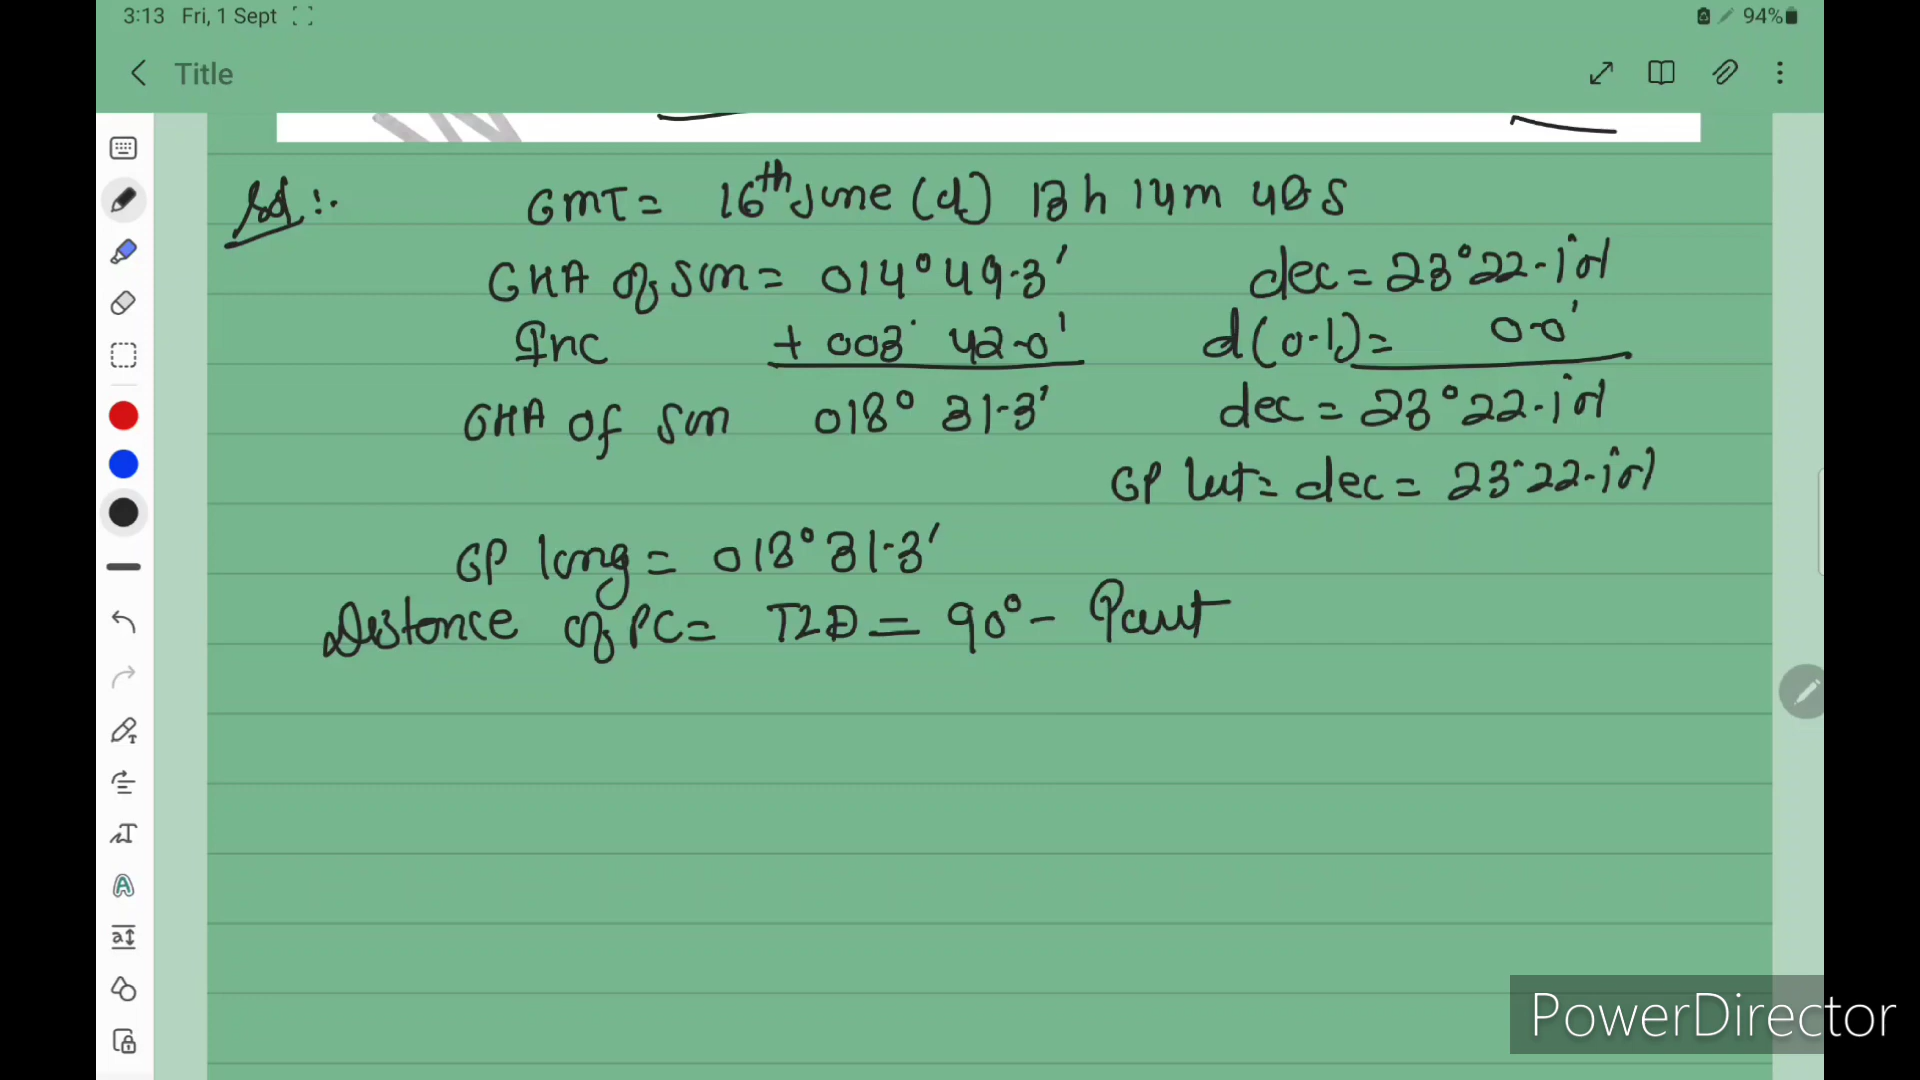 3:13 Fri, 1 Sept
94%
Title
Sol :-
GMT = 16th June (d) 13h 14m 48s
GHA of Sun = 014° 49.3' dec = 23°22.1'N
Inc + 003° 42.0' d(0.1) = 0.0'
GHA of Sun 018° 31.3' dec = 23°22.1'N
GP lat = dec = 23°22.1'N
GP long = 018° 31.3'
Distance of PC = TZD = 90° -
PowerDirector